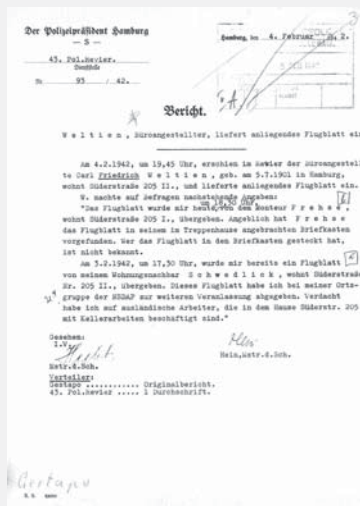 Der Polizeipräsident Hamburg
— S —
43. Pol.Revier.
Dienststelle
Nr. 93 / 42.
Hamburg, den 4. Februar 2.
Bericht.
W e l t i e n , Büroangestellter, liefert anliegendes Flugblatt ein
Am 4.2.1942, um 19,45 Uhr, erschien im Revier der Büroangestell
te Carl Friedrich W e l t i e n , geb. am 5.7.1901 in Hamburg,
wohnt Süderstraße 205 II., und lieferte anliegendes Flugblatt ein.
W. machte auf Befragen nachstehende Angaben:
um 18,30 Uhr
"Das Flugblatt wurde mir heute, von dem Monteur F r e h s e ,
wohnt Süderstraße 205 I., übergeben. Angeblich hat F r e h s e
das Flugblatt in seinem im Treppenhause angebrachten Briefkasten
vorgefunden. Wer das Flugblatt in den Briefkasten gesteckt hat,
ist nicht bekannt.
Am 3.2.1942, um 17,30 Uhr, wurde mir bereits ein Flugblatt
von meinem Wohnungsnachbar S c h w e d l i c k , wohnt Süderstraße
Nr. 205 II., übergeben. Dieses Flugblatt habe ich bei meiner Orts-
gruppe der NSDAP zur weiteren Veranlassung abgegeben. Verdacht
habe ich auf ausländische Arbeiter, die in dem Hause Süderstr. 205
mit Kellerarbeiten beschäftigt sind."
Gesehen:
I.V.
Mstr.d.Sch.
Hein,Mstr.d.Sch.
Verteiler:
Gestapo ............ Originalbericht.
43. Pol.Revier ..... 1 Durchschrift.
Gestapo